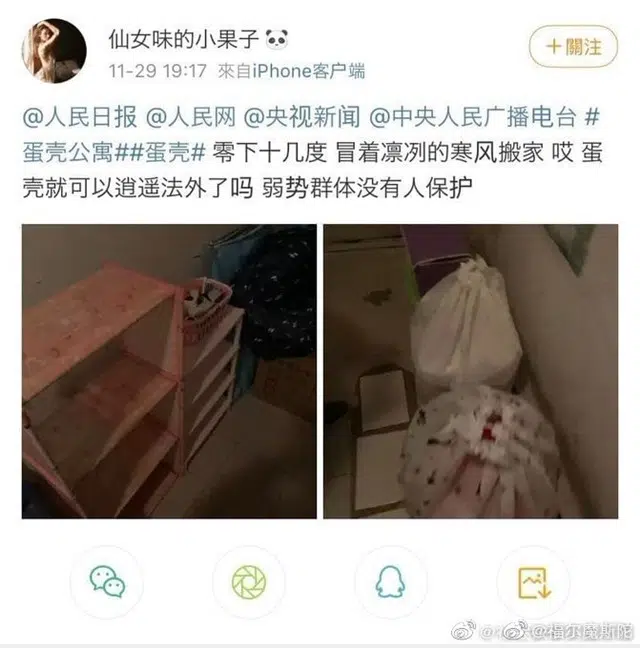 仙女味的小果子🐼
+關注
11-29 19:17 來自iPhone客户端
@人民日报 @人民网 @央视新闻 @中央人民广播电台 #
蛋壳公寓##蛋壳# 零下十几度 冒着凛冽的寒风搬家 哎 蛋
壳就可以逍遥法外了吗 弱势群体没有人保护
@福尔魔斯陀